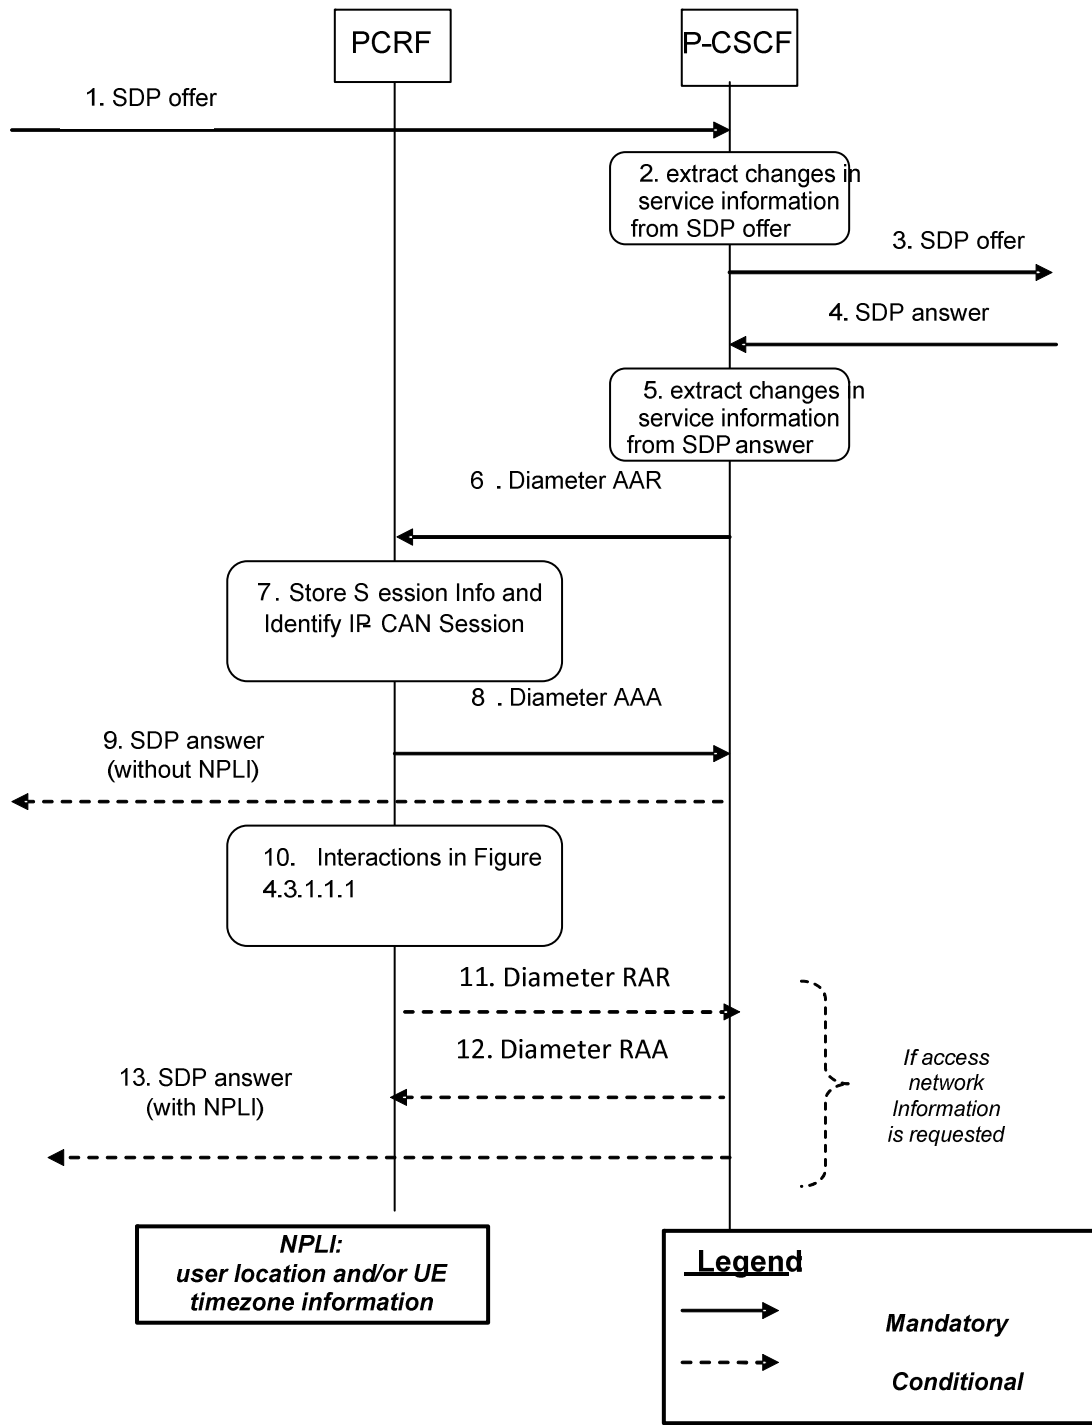 PCRF
P-CSCF
1. SDP offer
2. extract changes in
service information
from SDP offer
3. SDP offer
4. SDP answer
5. extract changes in
service information
from SDP answer
6 . Diameter AAR
7. Store S ession Info and
Identify IP- CAN Session
8 . Diameter AAA
9. SDP answer
(without NPLI)
10. Interactions in Figure
4.3.1.1.1
11. Diameter RAR
12. Diameter RAA
13. SDP answer
(with NPLI)
If access
network
Information
is requested
NPLI:
user location and/or UE
timezone information
Legend:
Mandatory
Conditional